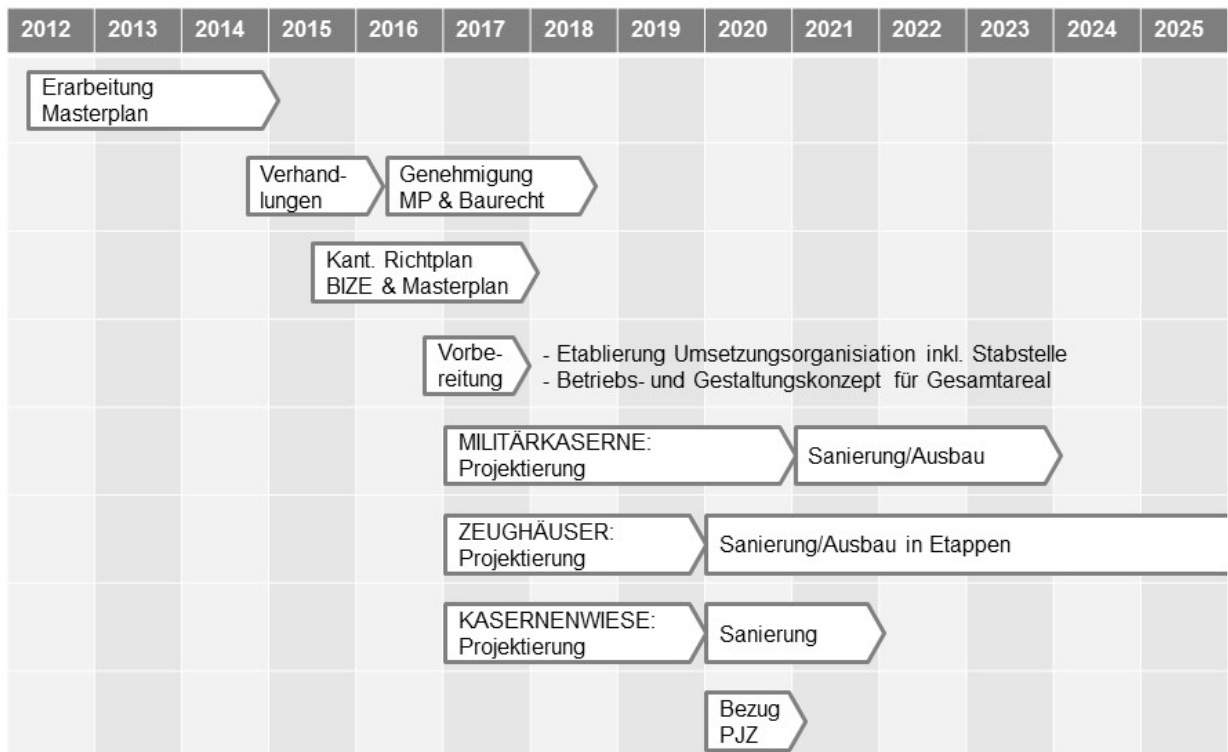 2012 2013 2014 2015 2016 2017 2018 2019 2020 2021 2022 2023 2024 2025
Erarbeitung
Masterplan
Verhand-
lungen
Genehmigung
MP & Baurecht
Kant. Richtplan
BIZE & Masterplan
Vorbe-
reitung
- Etablierung Umsetzungsorganisiation inkl. Stabstelle
- Betriebs- und Gestaltungskonzept für Gesamtareal
MILITÄRKASERNE:
Projektierung
Sanierung/Ausbau
ZEUGHÄUSER:
Projektierung
Sanierung/Ausbau in Etappen
KASERNENWIESE:
Projektierung
Sanierung
Bezug
PJZ